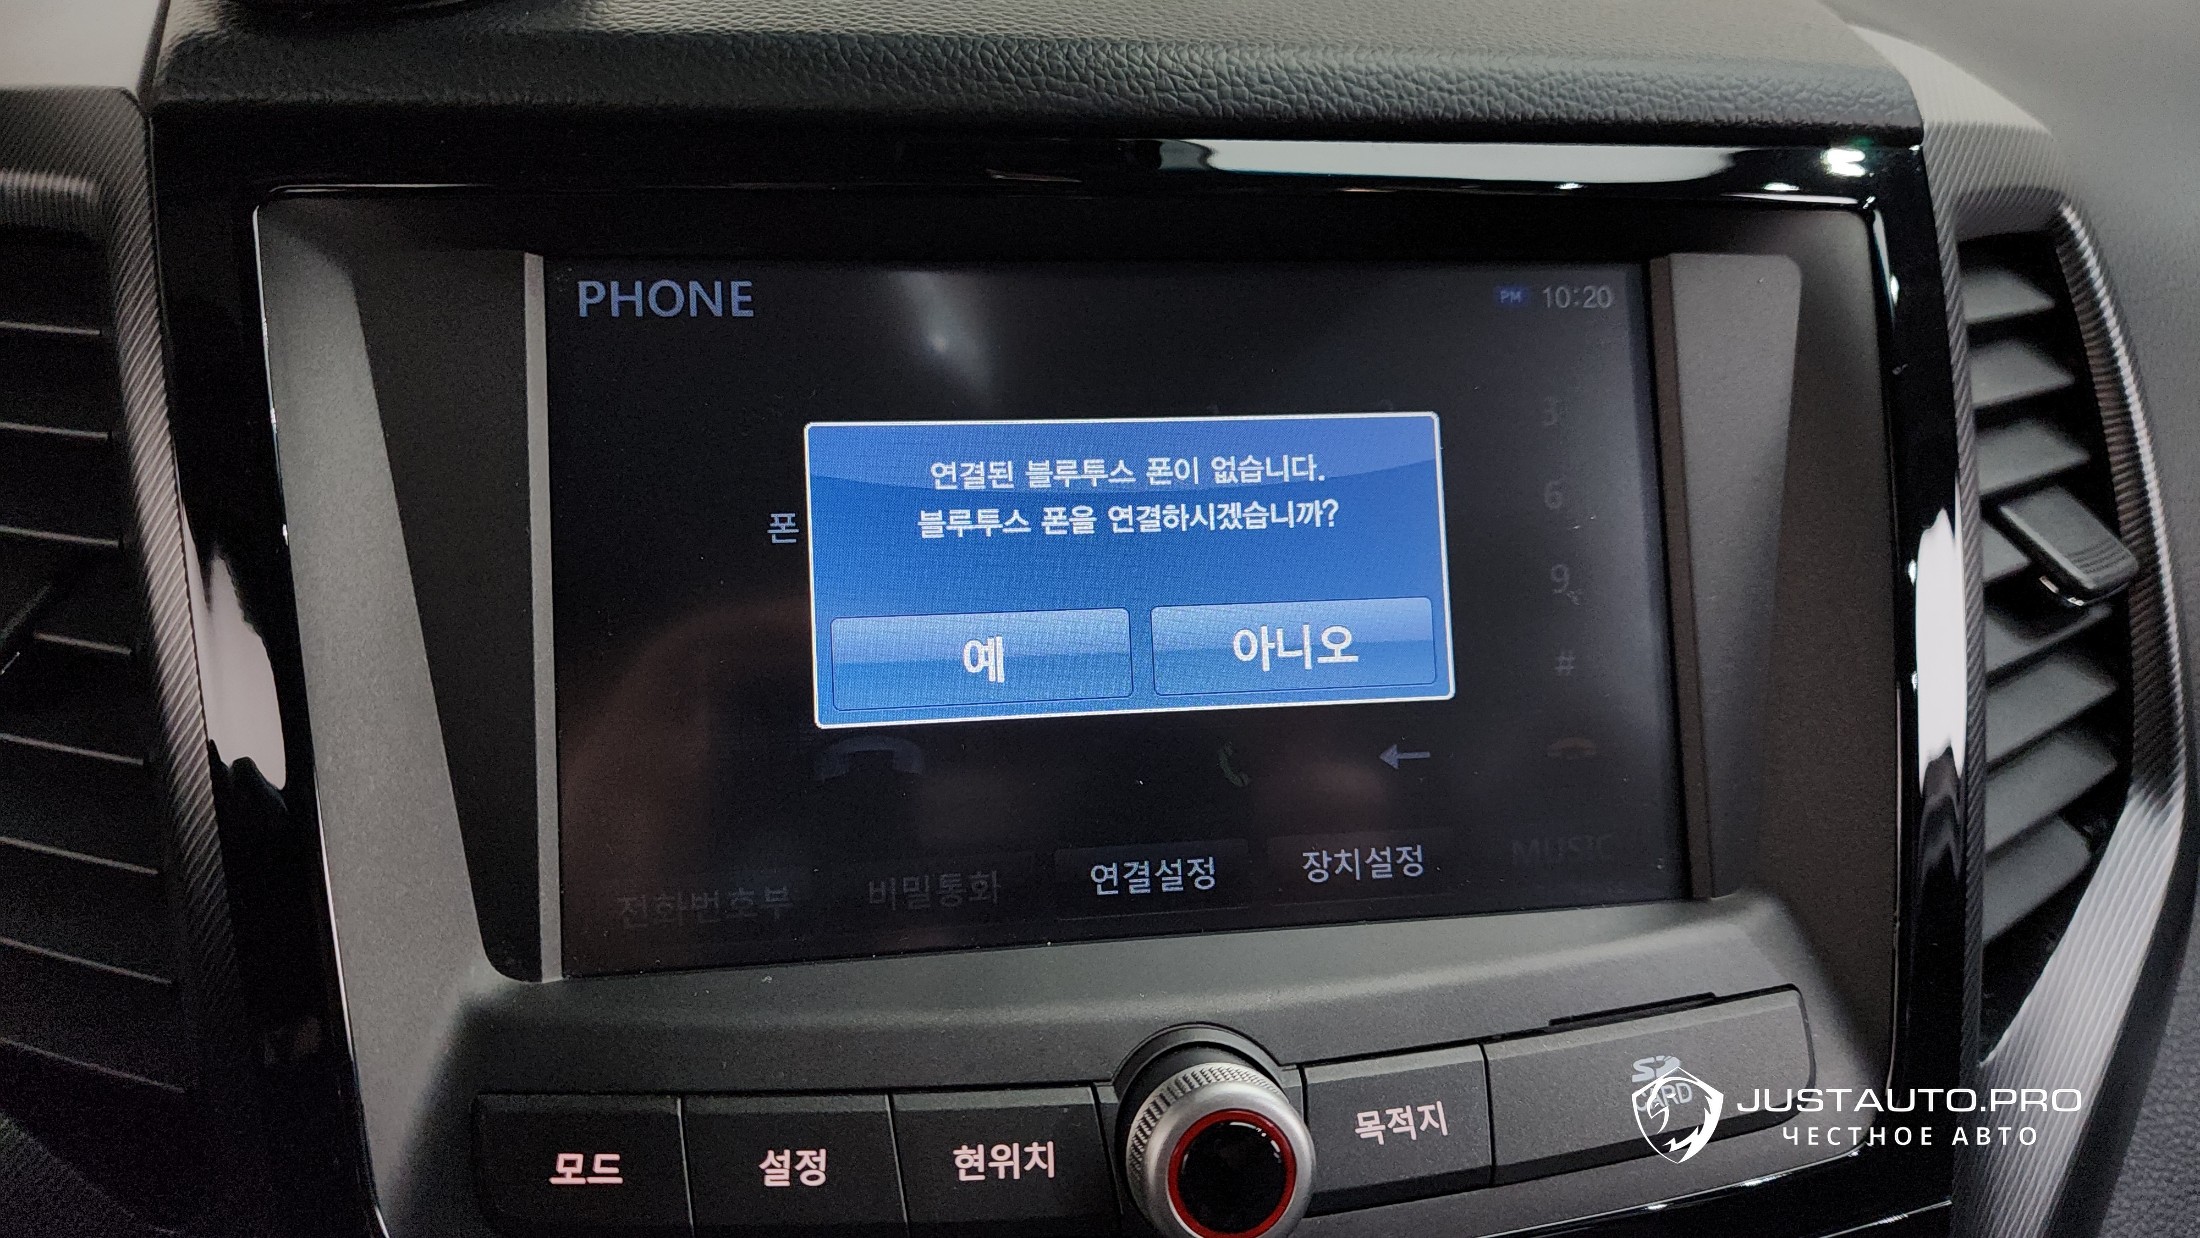 PHONE
PM 10:20
연결된 블루투스 폰이 없습니다.
블루투스 폰을 연결하시겠습니까?
폰
예 아니오
3
6
9
#
전화번호부 비밀통화 연결설정 장치설정 MUSIC
모드 설정 현위치 목적지
SD
CARD
JUSTAUTO.PRO
ЧЕСТНОЕ АВТО